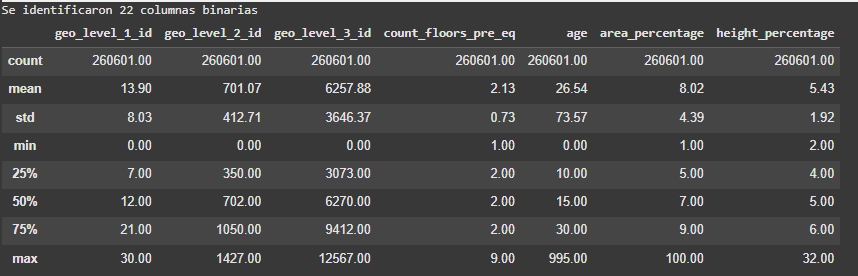 Se identificaron 22 columnas binarias
geo_level_1_id geo_level_2_id geo_level_3_id count_floors_pre_eq age area_percentage height_percentage
count 260601.00 260601.00 260601.00 260601.00 260601.00 260601.00 260601.00
mean 13.90 701.07 6257.88 2.13 26.54 8.02 5.43
std 8.03 412.71 3646.37 0.73 73.57 4.39 1.92
min 0.00 0.00 0.00 1.00 0.00 1.00 2.00
25% 7.00 350.00 3073.00 2.00 10.00 5.00 4.00
50% 12.00 702.00 6270.00 2.00 15.00 7.00 5.00
75% 21.00 1050.00 9412.00 2.00 30.00 9.00 6.00
max 30.00 1427.00 12567.00 9.00 995.00 100.00 32.00